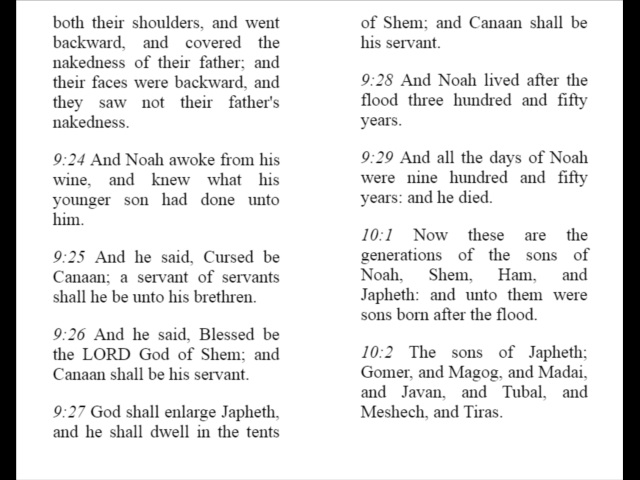 both their shoulders, and went
backward, and covered the
nakedness of their father; and
their faces were backward, and
they saw not their father's
nakedness.
9:24 And Noah awoke from his
wine, and knew what his
younger son had done unto
him.
9:25 And he said, Cursed be
Canaan; a servant of servants
shall he be unto his brethren.
9:26 And he said, Blessed be
the LORD God of Shem; and
Canaan shall be his servant.
9:27 God shall enlarge Japheth,
and he shall dwell in the tents
of Shem; and Canaan shall be
his servant.
9:28 And Noah lived after the
flood three hundred and fifty
years.
9:29 And all the days of Noah
were nine hundred and fifty
years: and he died.
10:1 Now these are the
generations of the sons of
Noah, Shem, Ham, and
Japheth: and unto them were
sons born after the flood.
10:2 The sons of Japheth;
Gomer, and Magog, and Madai,
and Javan, and Tubal, and
Meshech, and Tiras.